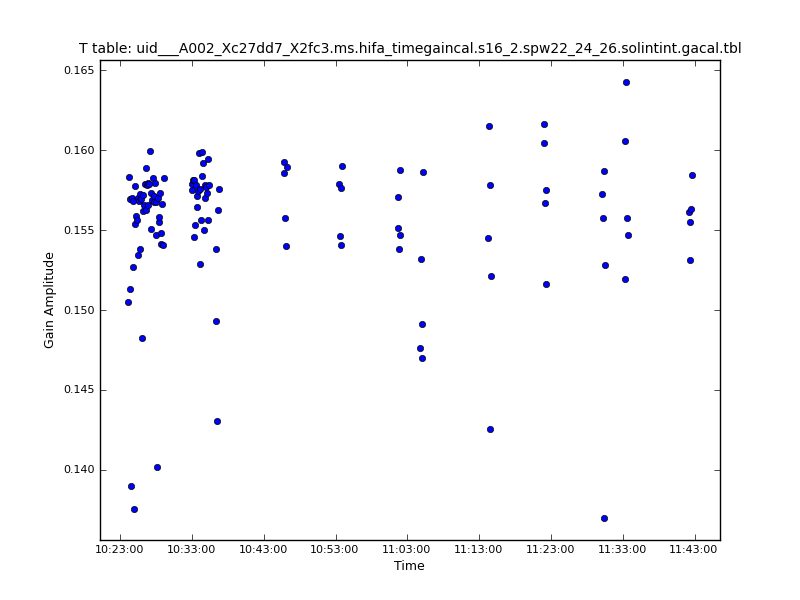 T table: uid___A002_Xc27dd7_X2fc3.ms.hifa_timegaincal.s16_2.spw22_24_26.solintint.gacal.tbl
0.165
0.160
0.155
0.150
0.145
0.140
Gain Amplitude
10:23:00 10:33:00 10:43:00 10:53:00 11:03:00 11:13:00 11:23:00 11:33:00 11:43:00
Time